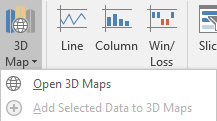 3D
Map
Line
Column
Win/
Loss
Slic
Open 3D Maps
Add Selected Data to 3D Maps